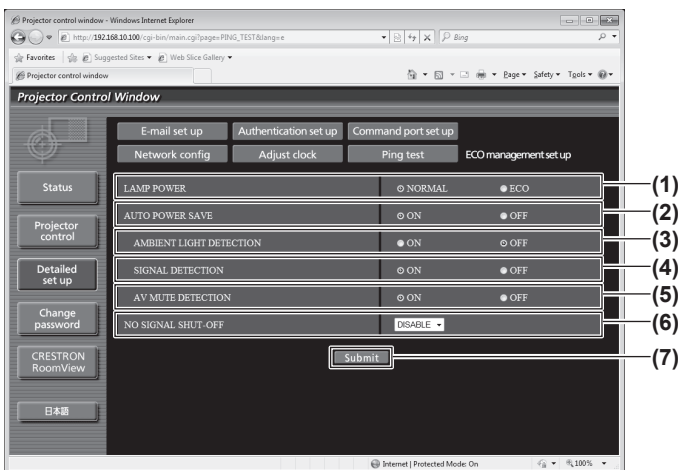 Projector control window - Windows Internet Explorer
http://192.168.10.100/cgi-bin/main.cgi?page=PING_TEST&lang=e
Bing
Favorites Suggested Sites Web Slice Gallery
Projector control window
Page Safety Tools
Projector Control Window
E-mail set up Authentication set up Command port set up
Network config Adjust clock Ping test ECO management set up
Status
Projector control
Detailed set up
Change password
CRESTRON RoomView
日本語
LAMP POWER NORMAL ECO (1)
AUTO POWER SAVE ON OFF (2)
AMBIENT LIGHT DETECTION ON OFF (3)
SIGNAL DETECTION ON OFF (4)
AV MUTE DETECTION ON OFF (5)
NO SIGNAL SHUT-OFF DISABLE (6)
Submit (7)
Internet | Protected Mode: On 100%